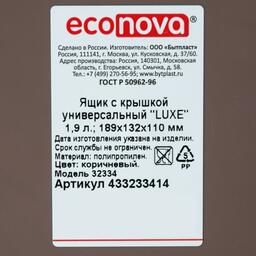 econova®
Сделано в России. Изготовитель: ООО «Бытпласт»
Россия, 111141, г. Москва, ул. Кусковская, д. 37/60.
Адрес производства: Россия, 140301,
Московская обл., г. Егорьевск, ул. Смычка, д. 58.
Тел. +7 (499) 270-56-95; www.bytplast.ru
ГОСТ Р 50962-96
Ящик с крышкой
универсальный "LUXE"
1,9 л.; 189x132x110 мм
Дата изготовления указана на изделии.
Срок службы не ограничен.
Материал: полипропилен.
Цвет: коричневый.
5
PP
Модель: 32334
Артикул 433233414